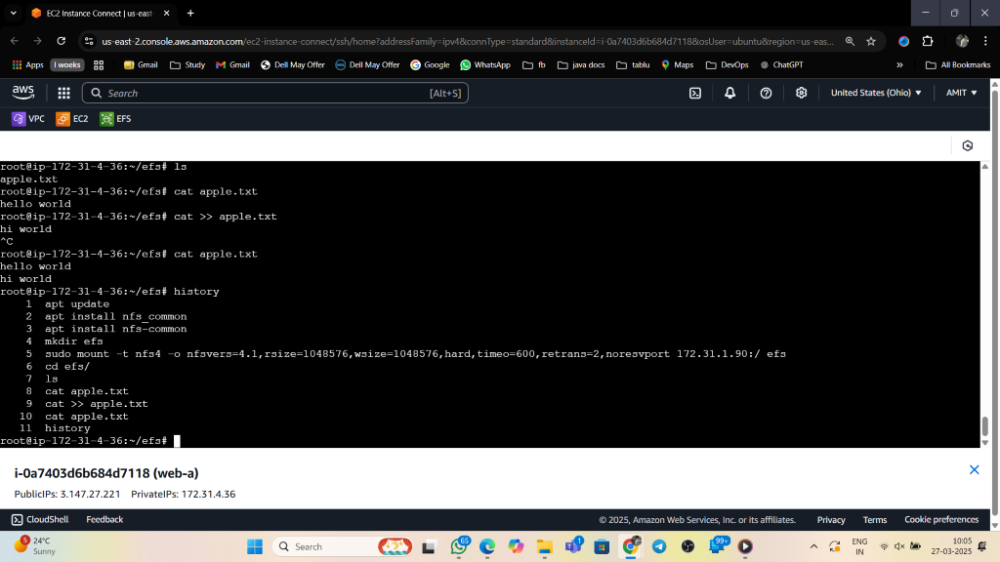 EC2 Instance Connect | us-east
us-east-2.console.aws.amazon.com/ec2-instance-connect/ssh/home?addressFamily=ipv4&connType=standard&instanceId=i-0a7403d6b684d7118&osUser=ubuntu&region=us-eas...
Apps
I weeks
Gmail
Study
Gmail
Dell May Offer
Dell May Offer
Google
WhatsApp
fb
java docs
tablu
Maps
DevOps
ChatGPT
»
All Bookmarks
aws
Search
[Alt+S]
United States (Ohio)
AMIT
VPC
EC2
EFS
root@ip-172-31-4-36:~/efs# ls
apple.txt
root@ip-172-31-4-36:~/efs# cat apple.txt
hello world
root@ip-172-31-4-36:~/efs# cat >> apple.txt
hi world
^C
root@ip-172-31-4-36:~/efs# cat apple.txt
hello world
hi world
root@ip-172-31-4-36:~/efs# history
1 apt update
2 apt install nfs_common
3 apt install nfs-common
4 mkdir efs
5 sudo mount -t nfs4 -o nfsvers=4.1,rsize=1048576,wsize=1048576,hard,timeo=600,retrans=2,noresvport 172.31.1.90:/ efs
6 cd efs/
7 ls
8 cat apple.txt
9 cat >> apple.txt
10 cat apple.txt
11 history
root@ip-172-31-4-36:~/efs#
i-0a7403d6b684d7118 (web-a)
PublicIPs: 3.147.27.221 PrivateIPs: 172.31.4.36
CloudShell
Feedback
© 2025, Amazon Web Services, Inc. or its affiliates.
Privacy
Terms
Cookie preferences
5
24°C
Sunny
Search
65
1
99+
ENG
IN
10:05
27-03-2025